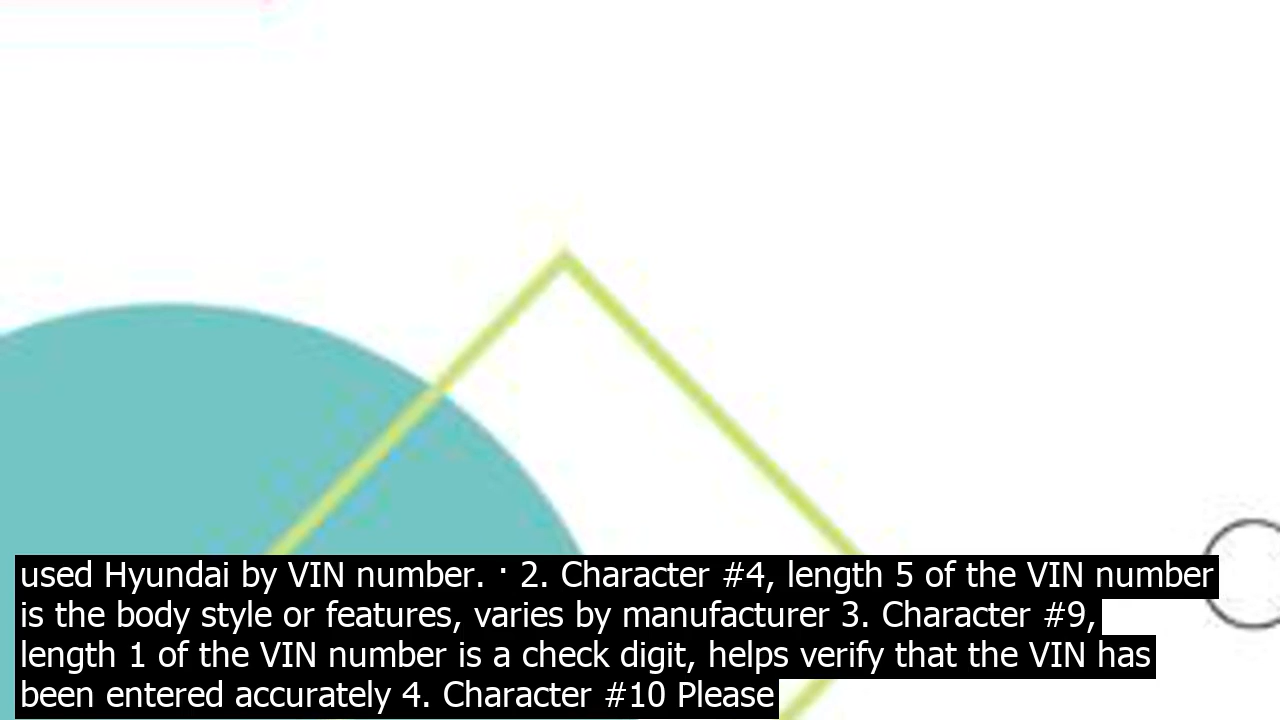 used Hyundai by VIN number. · 2. Character #4, length 5 of the VIN number
is the body style or features, varies by manufacturer 3. Character #9,
length 1 of the VIN number is a check digit, helps verify that the VIN has
been entered accurately 4. Character #10 Please